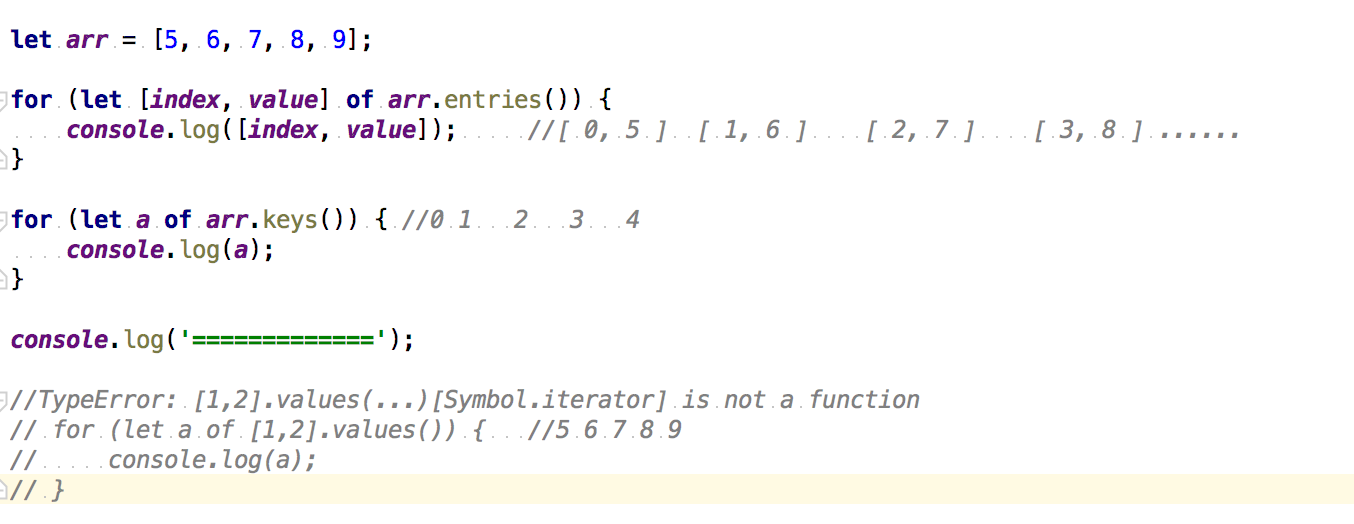 let arr = [5, 6, 7, 8, 9];
for (let [index, value] of arr.entries()) {
    console.log([index, value]);     //[ 0, 5 ]  [ 1, 6 ]    [ 2, 7 ]    [ 3, 8 ] ......
}
for (let a of arr.keys()) { //0 1   2   3   4
    console.log(a);
}
console.log('=============');
//TypeError: [1,2].values(...)[Symbol.iterator] is not a function
// for (let a of [1,2].values()) {   //5 6 7 8 9
//     console.log(a);
// }